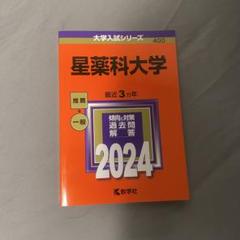 大学入試シリーズ
400
星薬科大学
最近3カ年
推薦
一般
傾向と対策
過去問
解答
2024
教学社